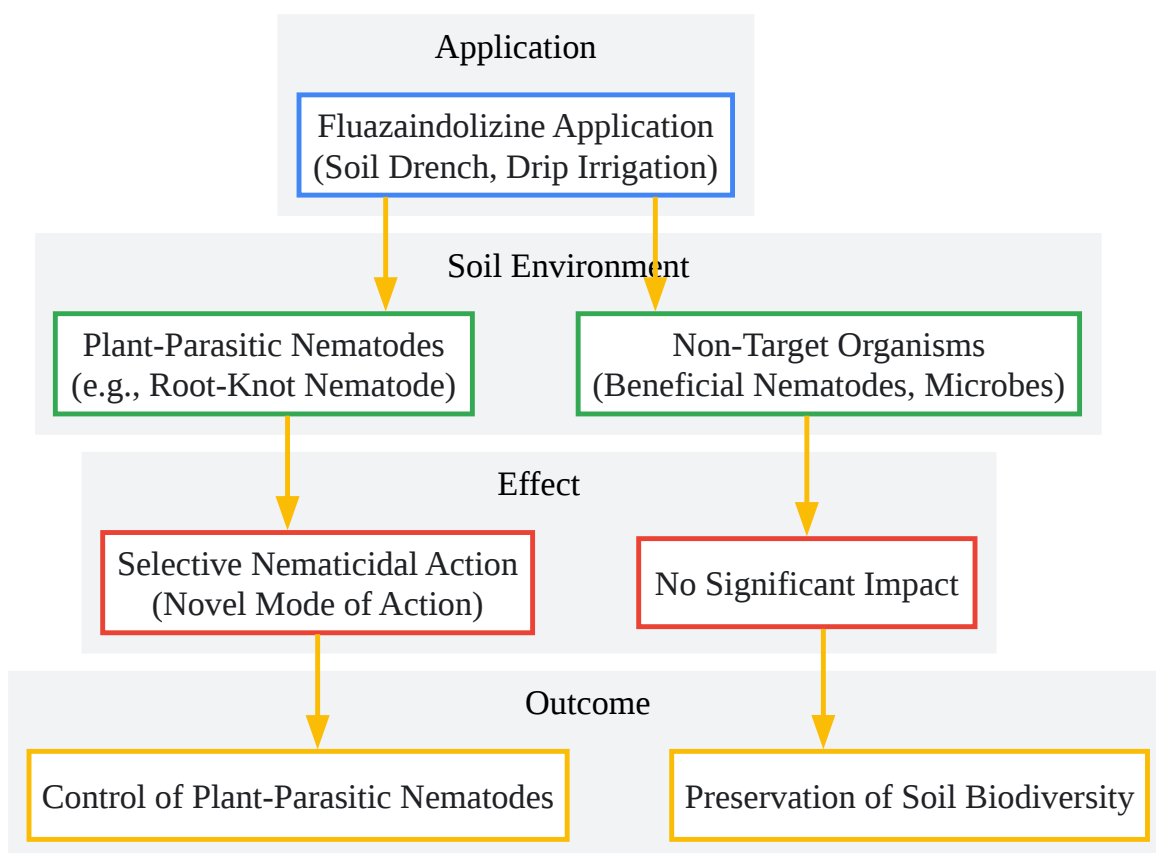 Application
Fluazaindolizine Application
(Soil Drench, Drip Irrigation)
Soil Environment
Plant-Parasitic Nematodes
(e.g., Root-Knot Nematode)
Non-Target Organisms
(Beneficial Nematodes, Microbes)
Effect
Selective Nematicidal Action
(Novel Mode of Action)
No Significant Impact
Outcome
Control of Plant-Parasitic Nematodes
Preservation of Soil Biodiversity